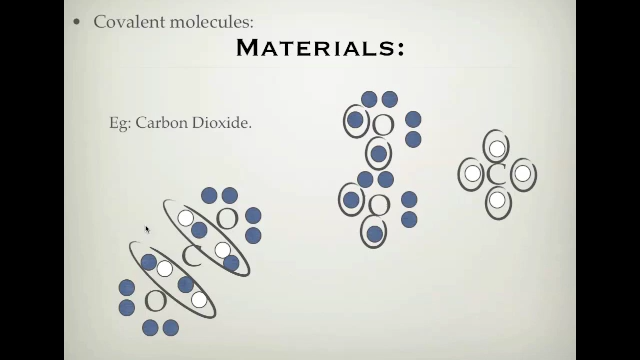 • Covalent molecules:
MATERIALS:
Eg: Carbon Dioxide.
O
C
O
O
C
O